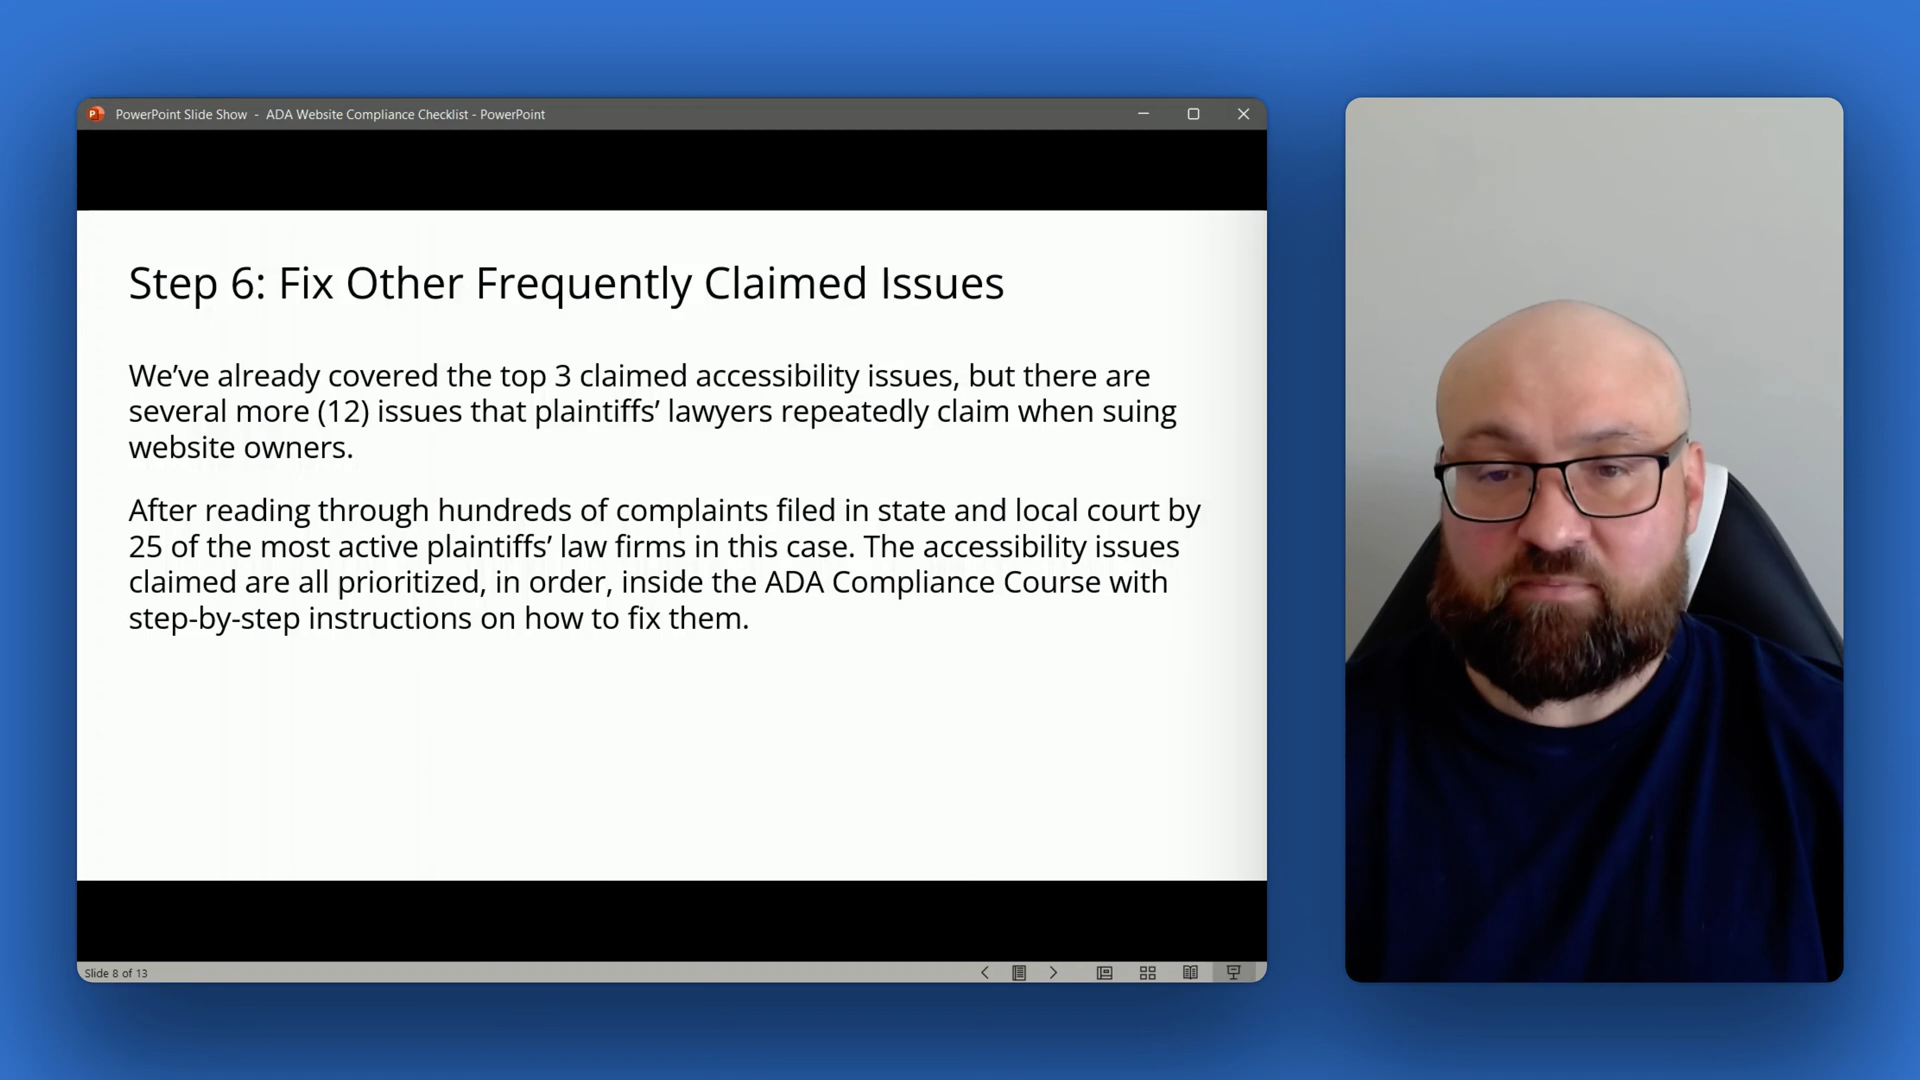 PowerPoint Slide Show - ADA Website Compliance Checklist - PowerPoint
Step 6: Fix Other Frequently Claimed Issues
We’ve already covered the top 3 claimed accessibility issues, but there are
several more (12) issues that plaintiffs’ lawyers repeatedly claim when suing
website owners.
After reading through hundreds of complaints filed in state and local court by
25 of the most active plaintiffs’ law firms in this case. The accessibility issues
claimed are all prioritized, in order, inside the ADA Compliance Course with
step-by-step instructions on how to fix them.
Slide 8 of 13